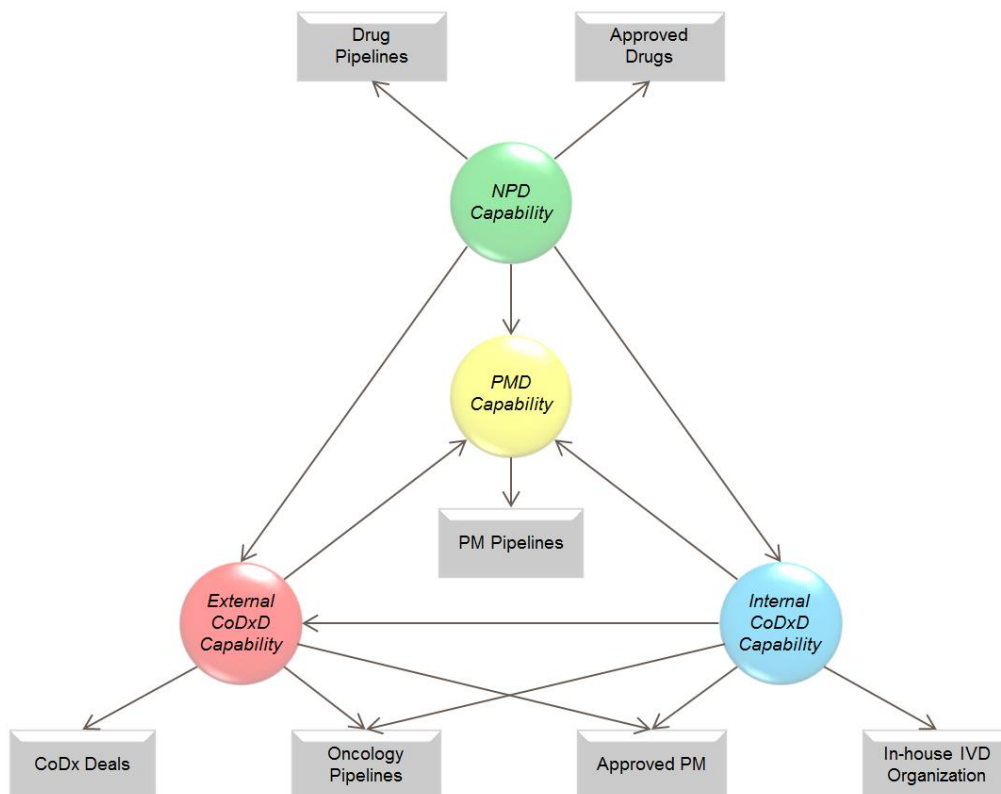 Drug
Pipelines
Approved
Drugs
NPD
Capability
PMD
Capability
PM Pipelines
External
CoDxD
Capability
Internal
CoDxD
Capability
CoDx Deals
Oncology
Pipelines
Approved PM
In-house IVD
Organization